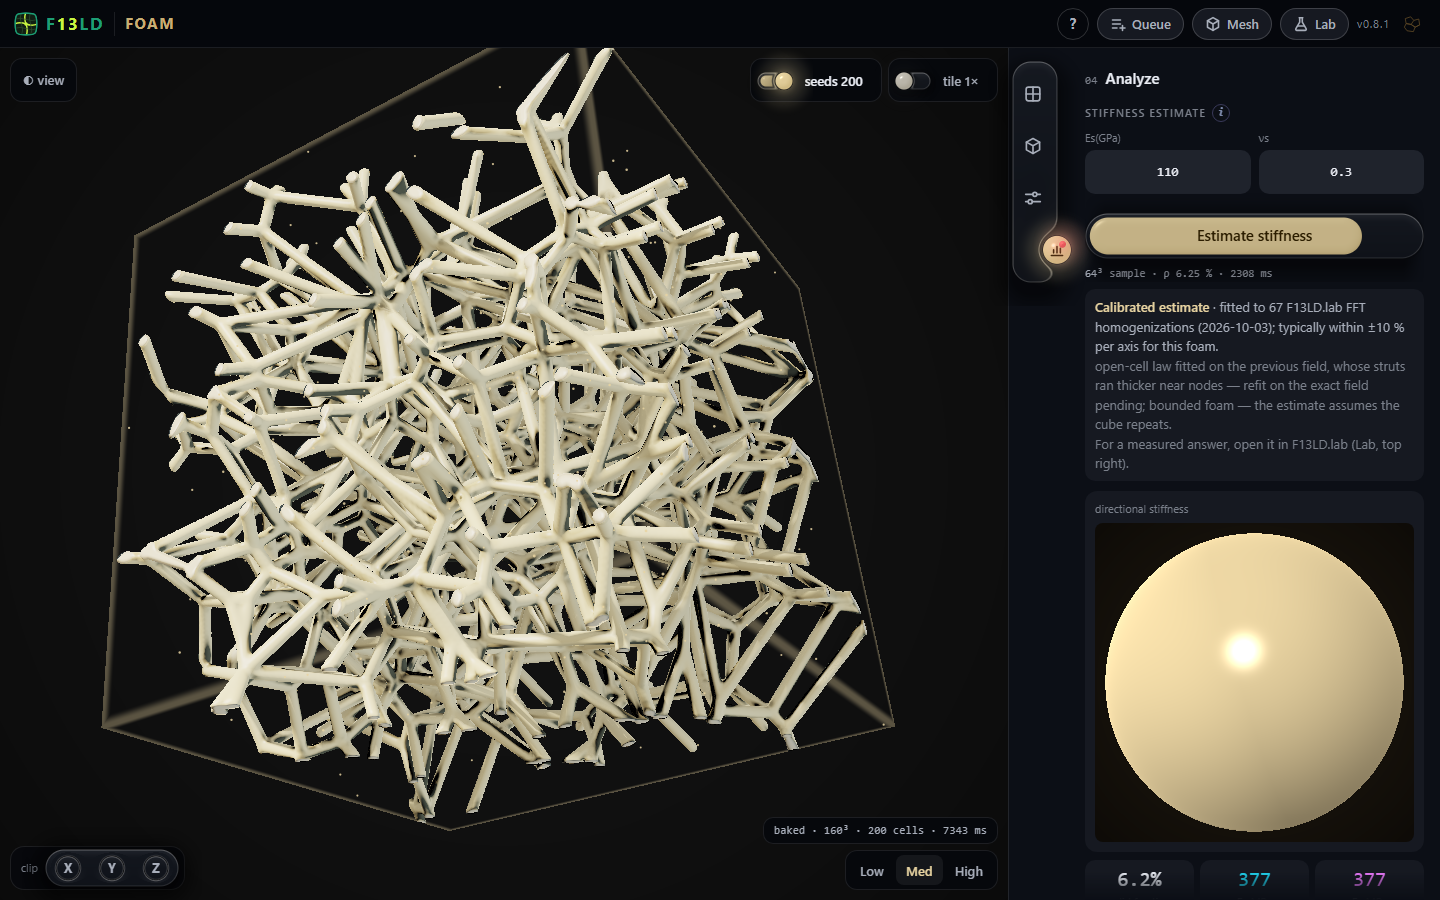 F13LD FOAM
? Queue Mesh Lab v0.8.1
view
seeds 200
tile 1×
04 Analyze
STIFFNESS ESTIMATE i
Es(GPa) νs
110 0.3
Estimate stiffness
64³ sample · ρ 6.25 % · 2308 ms
Calibrated estimate · fitted to 67 F13LD.lab FFT
homogenizations (2026-10-03); typically within ±10 %
per axis for this foam.
open-cell law fitted on the previous field, whose struts
ran thicker near nodes — refit on the exact field
pending; bounded foam — the estimate assumes the
cube repeats.
For a measured answer, open it in F13LD.lab (Lab, top
right).
directional stiffness
6.2% 377 377
baked · 160³ · 200 cells · 7343 ms
clip X Y Z
Low Med High